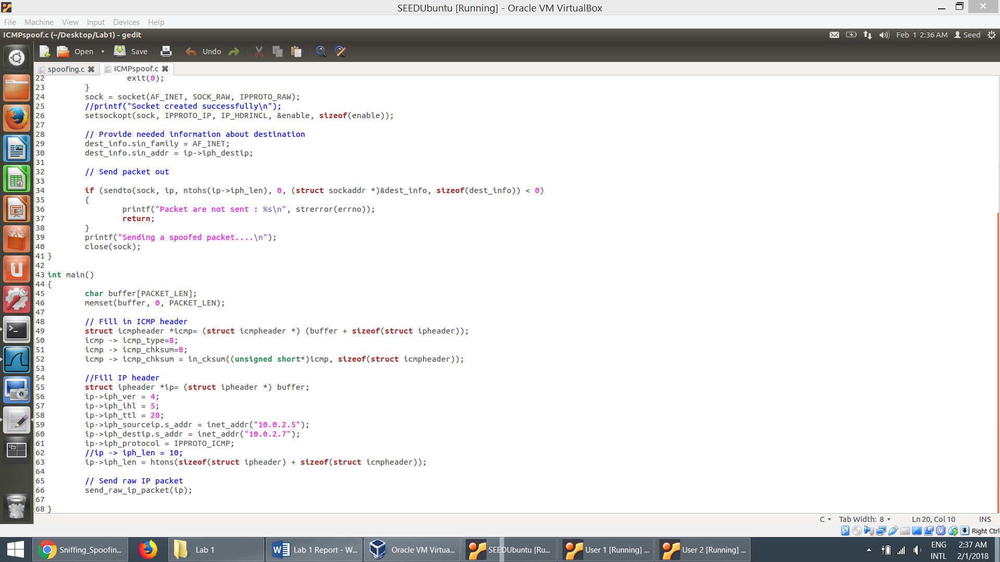 SEEDUbuntu [Running] - Oracle VM VirtualBox
File Machine View Input Devices Help
ICMPspoof.c (~/Desktop/Lab1) - gedit
Feb 1 2:36 AM Seed
Open Save Undo
spoofing.c ICMPspoof.c
22 exit(0);
23 }
24 sock = socket(AF_INET, SOCK_RAW, IPPROTO_RAW);
25 //printf("Socket created successfully\n");
26 setsockopt(sock, IPPROTO_IP, IP_HDRINCL, &enable, sizeof(enable));
27
28 // Provide needed information about destination
29 dest_info.sin_family = AF_INET;
30 dest_info.sin_addr = ip->iph_destip;
31
32 // Send packet out
33
34 if (sendto(sock, ip, ntohs(ip->iph_len), 0, (struct sockaddr *)&dest_info, sizeof(dest_info)) < 0)
35 {
36 printf("Packet are not sent : %s\n", strerror(errno));
37 return;
38 }
39 printf("Sending a spoofed packet....\n");
40 close(sock);
41 }
42
43 int main()
44 {
45 char buffer[PACKET_LEN];
46 memset(buffer, 0, PACKET_LEN);
47
48 // Fill in ICMP header
49 struct icmpheader *icmp= (struct icmpheader *) (buffer + sizeof(struct ipheader));
50 icmp -> icmp_type=8;
51 icmp -> icmp_chksum=0;
52 icmp -> icmp_chksum = in_cksum((unsigned short*)icmp, sizeof(struct icmpheader));
53
54 //Fill IP header
55 struct ipheader *ip= (struct ipheader *) buffer;
56 ip->iph_ver = 4;
57 ip->iph_ihl = 5;
58 ip->iph_ttl = 20;
59 ip->iph_sourceip.s_addr = inet_addr("10.0.2.5");
60 ip->iph_destip.s_addr = inet_addr("10.0.2.7");
61 ip->iph_protocol = IPPROTO_ICMP;
62 //ip -> iph_len = 10;
63 ip->iph_len = htons(sizeof(struct ipheader) + sizeof(struct icmpheader));
64
65 // Send raw IP packet
66 send_raw_ip_packet(ip);
67
68 }
C Tab Width: 8 Ln 20, Col 10 INS
Right Ctrl
Sniffing_Spoofin... Lab 1 Lab 1 Report - W... Oracle VM Virtua... SEEDUbuntu [Ru... User 1 [Running] ... User 2 [Running] ... ENG 2:37 AM
INTL 2/1/2018